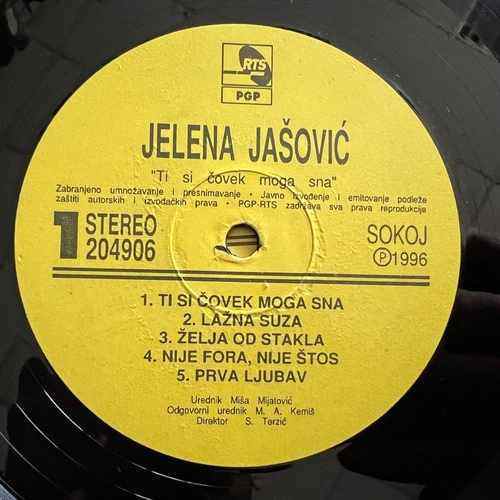 RTS
PGP
JELENA JAŠOVIĆ
"Ti si čovek moga sna"
Zabranjeno umnožavanje i presnimavanje • Javno izvođenje i emitovanje podleže
zaštiti autorskih i izvođačkih prava • PGP-RTS zadržava sva prava reprodukcije
1 STEREO SOKOJ
204906 Ⓟ1996
1. TI SI ČOVEK MOGA SNA
2. LAŽNA SUZA
3. ŽELJA OD STAKLA
4. NIJE FORA, NIJE ŠTOS
5. PRVA LJUBAV
Urednik Miša Mijatović
Odgovorni urednik M. A. Kemiš
Direktor S. Terzić